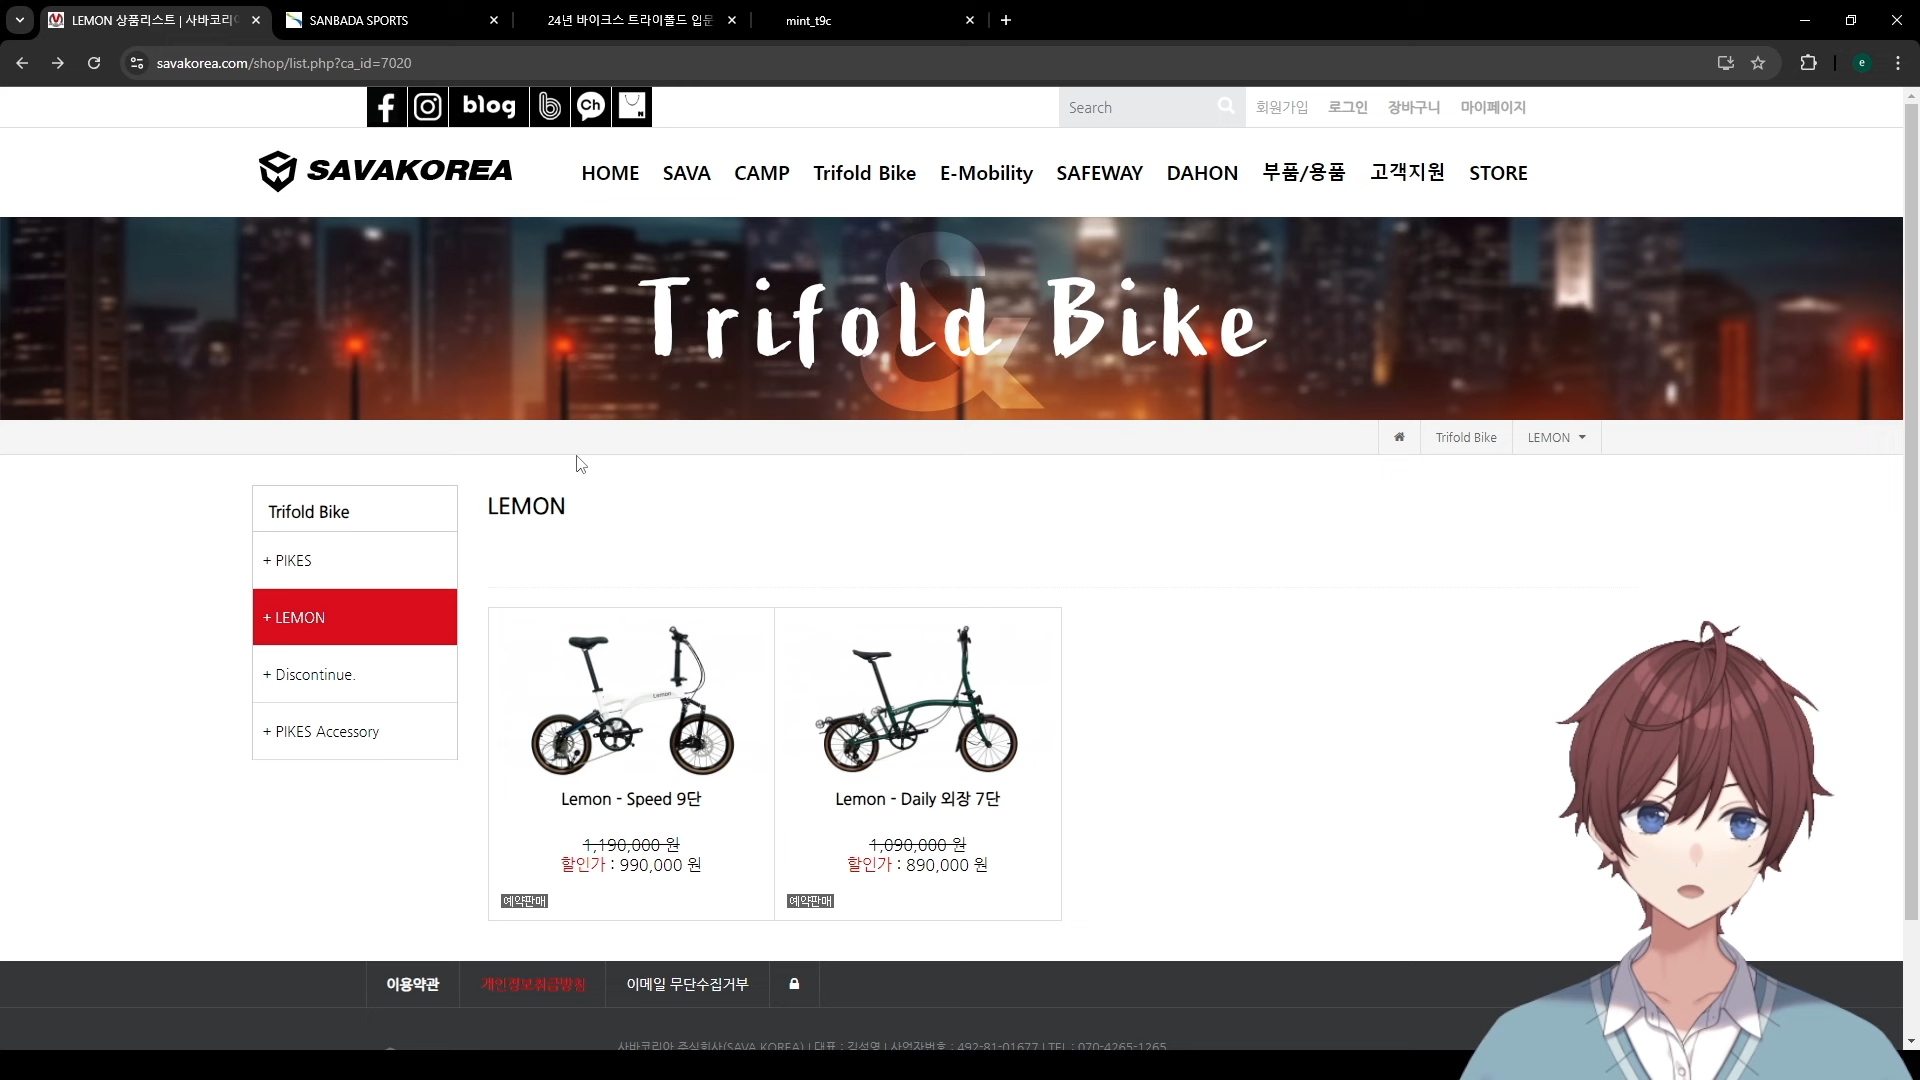 LEMON 상품리스트 | 사바코리아
SANBADA SPORTS
24년 바이크스 트라이폴드 입문
mint_t9c
savakorea.com/shop/list.php?ca_id=7020
e
blog
Ch
Search
회원가입
로그인
장바구니
마이페이지
SAVAKOREA
HOME
SAVA
CAMP
Trifold Bike
E-Mobility
SAFEWAY
DAHON
부품/용품
고객지원
STORE
&
Trifold Bike
Trifold Bike
LEMON
Trifold Bike
+ PIKES
+ LEMON
+ Discontinue.
+ PIKES Accessory
LEMON
Lemon
Lemon - Speed 9단
1,190,000 원
할인가 : 990,000 원
예약판매
Lemon - Daily 외장 7단
1,090,000 원
할인가 : 890,000 원
예약판매
이용약관
개인정보취급방침
이메일 무단수집거부
사바코리아 주식회사(SAVA KOREA) | 대표 : 김석영 | 사업자번호 : 492-81-01677 | TEL : 070-4265-1265